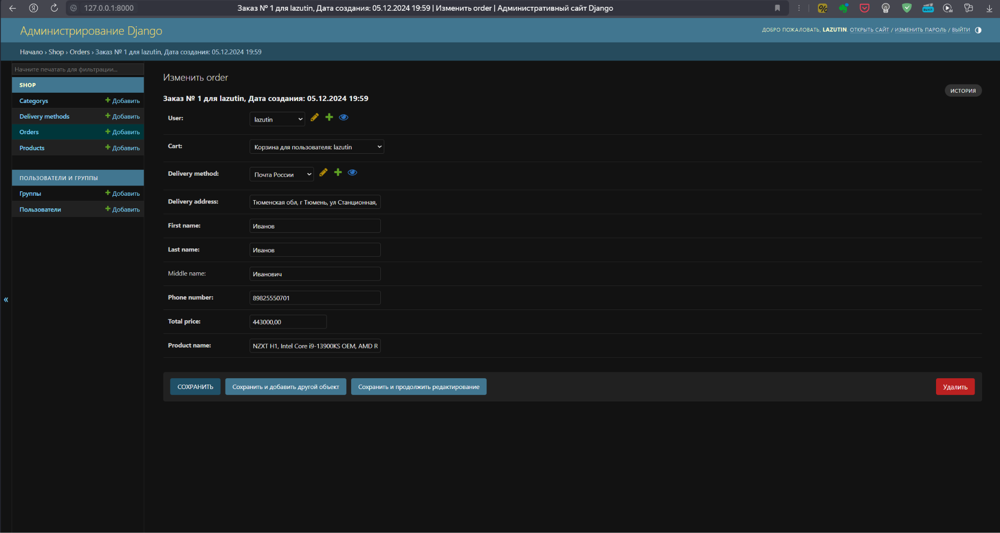 127.0.0.1:8000
Заказ № 1 для lazutin, Дата создания: 05.12.2024 19:59 | Изменить order | Административный сайт Django
Администрирование Django
ДОБРО ПОЖАЛОВАТЬ, LAZUTIN. ОТКРЫТЬ САЙТ / ИЗМЕНИТЬ ПАРОЛЬ / ВЫЙТИ
Начало › Shop › Orders › Заказ № 1 для lazutin, Дата создания: 05.12.2024 19:59
Начните печатать для фильтрации...
SHOP
Categorys + Добавить
Delivery methods + Добавить
Orders + Добавить
Products + Добавить
ПОЛЬЗОВАТЕЛИ И ГРУППЫ
Группы + Добавить
Пользователи + Добавить
«
Изменить order
ИСТОРИЯ
Заказ № 1 для lazutin, Дата создания: 05.12.2024 19:59
User: lazutin
Cart: Корзина для пользователя: lazutin
Delivery method: Почта России
Delivery address: Тюменская обл, г Тюмень, ул Станционная,
First name: Иванов
Last name: Иванов
Middle name: Иванович
Phone number: 89825550701
Total price: 443000,00
Product name: NZXT H1, Intel Core i9-13900KS OEM, AMD R
СОХРАНИТЬ
Сохранить и добавить другой объект
Сохранить и продолжить редактирование
Удалить